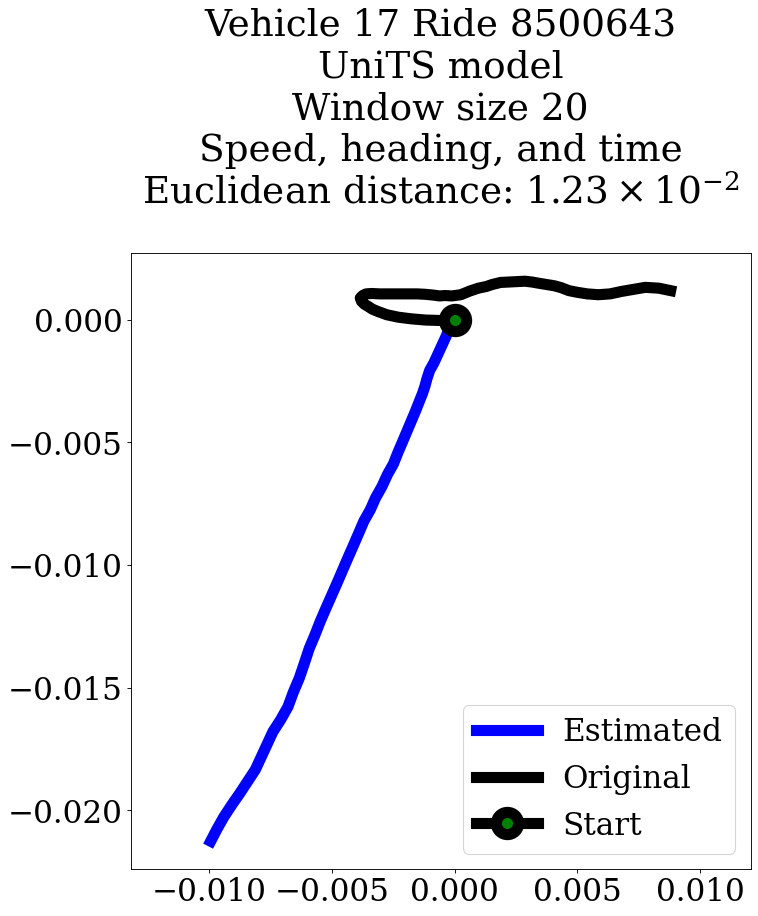 Vehicle 17 Ride 8500643
UniTS model
Window size 20
Speed, heading, and time
Euclidean distance: 1.23 × 10⁻²
0.000
−0.005
−0.010
−0.015
−0.020
Estimated
Original
Start
−0.010 −0.005 0.000 0.005 0.010